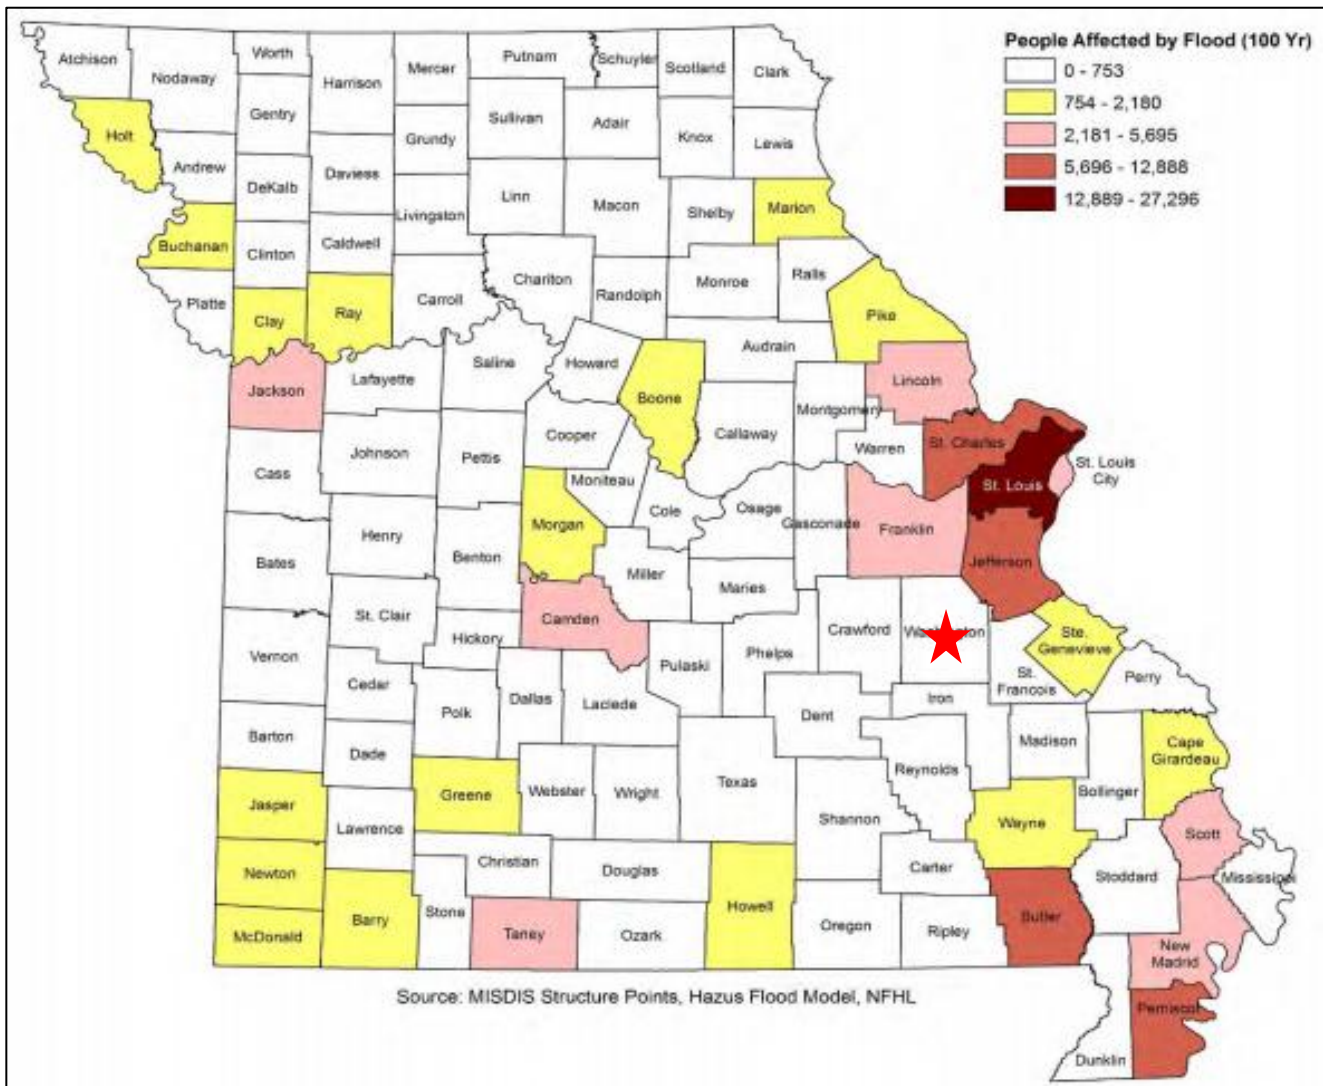 People Affected by Flood (100 Yr)
0 - 753
754 - 2,180
2,181 - 5,695
5,696 - 12,888
12,889 - 27,296
Atchison
Nodaway
Worth
Harrison
Mercer
Putnam
Schuyler
Scotland
Clark
Gentry
Sullivan
Adair
Knox
Lewis
Holt
Andrew
DeKalb
Daviess
Grundy
Linn
Macon
Shelby
Marion
Livingston
Buchanan
Clinton
Caldwell
Chariton
Randolph
Monroe
Ralls
Platte
Clay
Ray
Carroll
Pike
Audrain
Saline
Howard
Jackson
Lafayette
Boone
Lincoln
Montgomery
Callaway
Cooper
Warren
St. Charles
St. Louis
St. Louis
City
Cass
Johnson
Pettis
Moniteau
Cole
Osage
Gasconade
Franklin
Morgan
Henry
Bates
Benton
Miller
Maries
Jefferson
St. Clair
Camden
Hickory
Crawford
Ste.
Genevieve
Vernon
Cedar
Dallas
Laclede
Pulaski
Phelps
Dent
Iron
St.
Francois
Perry
Polk
Barton
Dade
Madison
Cape
Girardeau
Reynolds
Texas
Bollinger
Jasper
Greene
Webster
Wright
Lawrence
Shannon
Wayne
Scott
Christian
Douglas
Carter
Stoddard
Mississippi
Newton
Barry
Stone
Taney
Ozark
Howell
Oregon
Ripley
Butler
McDonald
New
Madrid
Pemiscot
Dunklin
Source: MISDIS Structure Points, Hazus Flood Model, NFHL